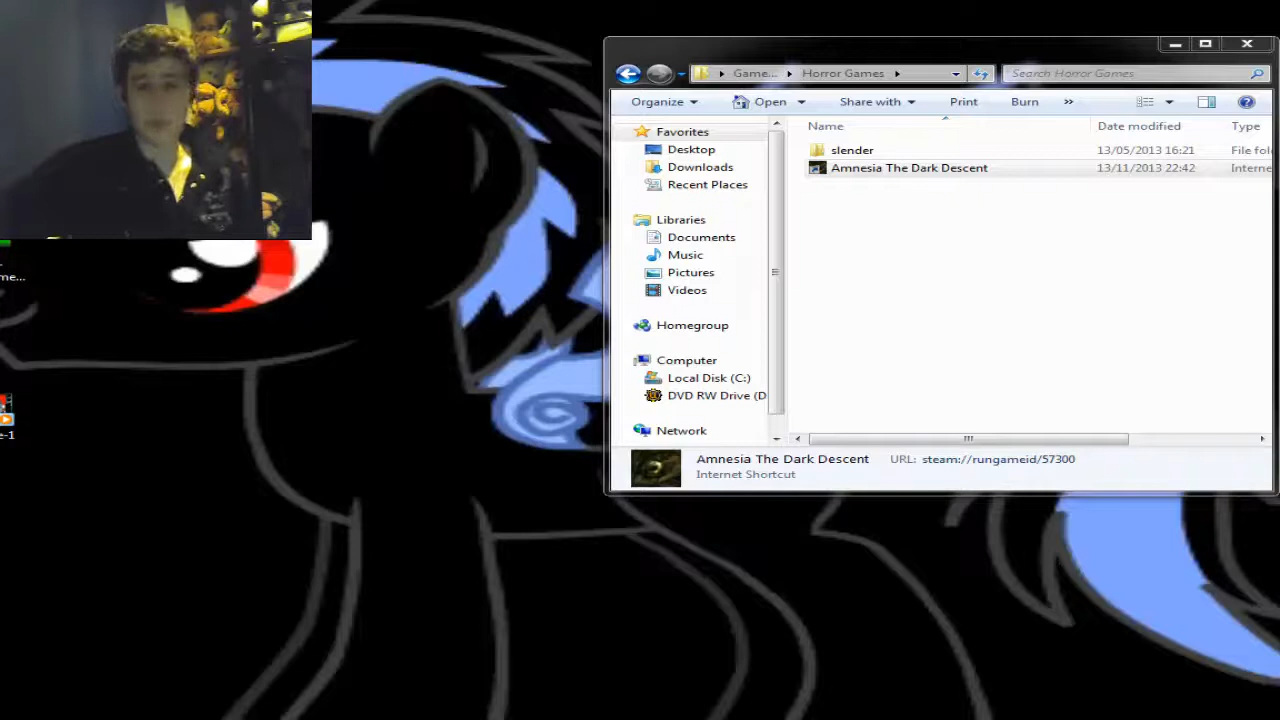 Game...
Horror Games
Search Horror Games
Organize
Open
Share with
Print
Burn
»
Favorites
Desktop
Downloads
Recent Places
Libraries
Documents
Music
Pictures
Videos
Homegroup
Computer
Local Disk (C:)
DVD RW Drive (D
Network
Name
Date modified
Type
slender
13/05/2013 16:21
File fol
Amnesia The Dark Descent
13/11/2013 22:42
Interne
Amnesia The Dark Descent
URL: steam://rungameid/57300
Internet Shortcut
me...
e-1